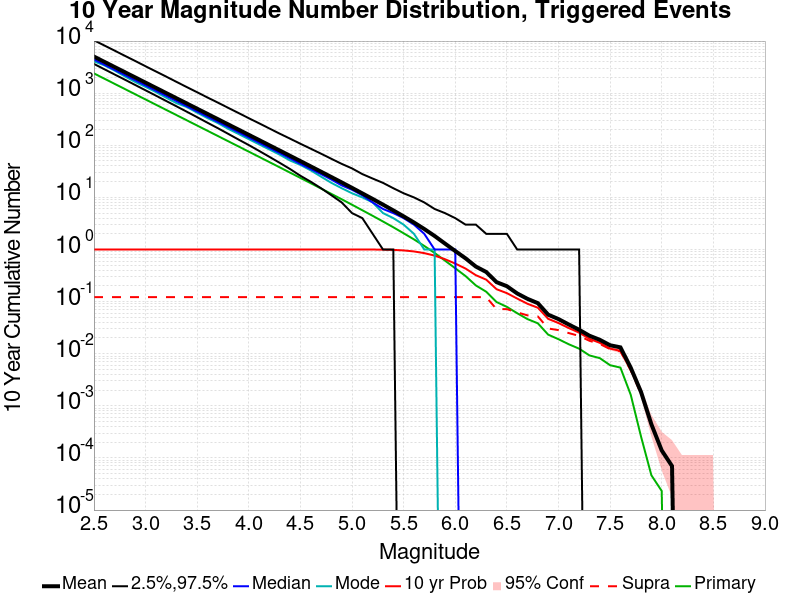 10 Year Magnitude Number Distribution, Triggered Events
10 Year Cumulative Number
10^4
10^3
10^2
10^1
10^0
10^-1
10^-2
10^-3
10^-4
10^-5
2.5 3.0 3.5 4.0 4.5 5.0 5.5 6.0 6.5 7.0 7.5 8.0 8.5 9.0
Magnitude
Mean 2.5%,97.5% Median Mode 10 yr Prob 95% Conf Supra Primary